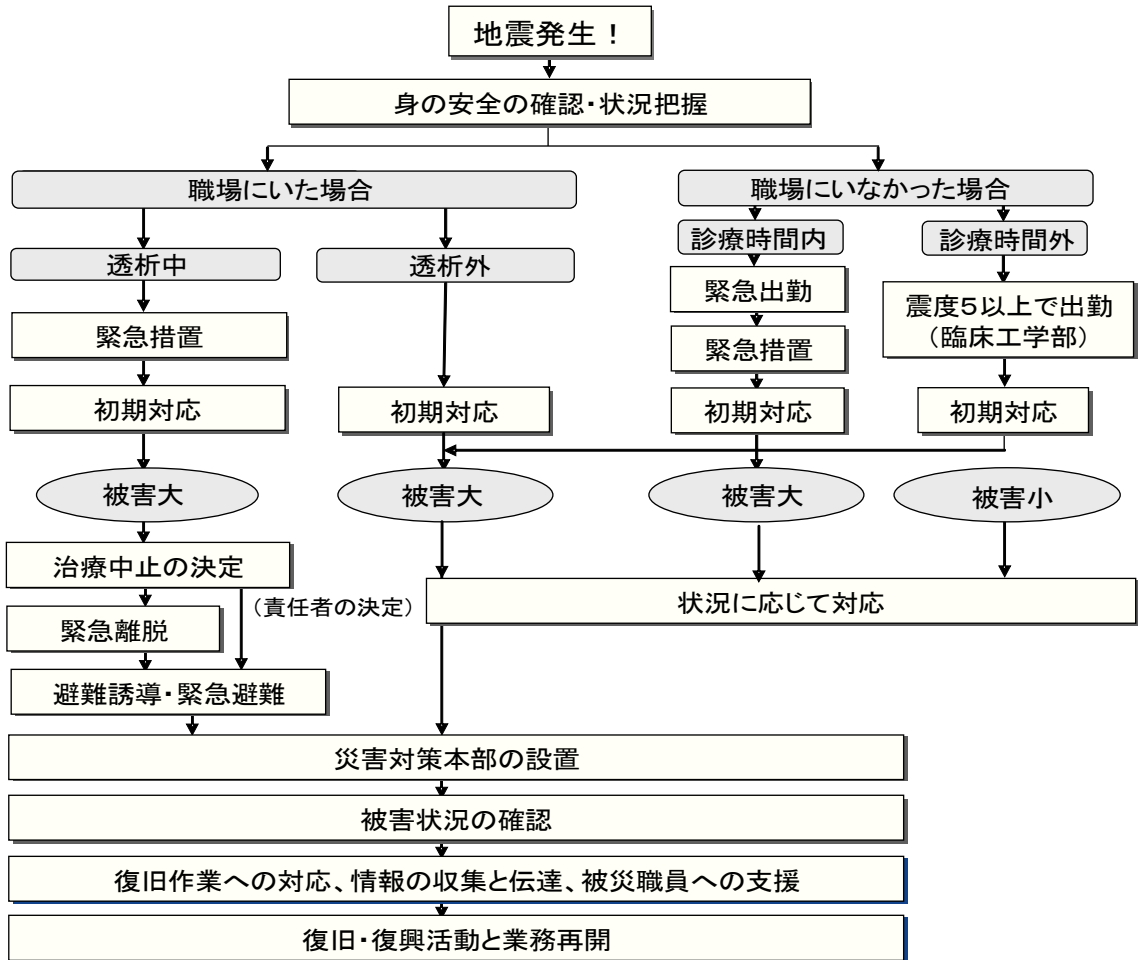 地震発生！
身の安全の確認・状況把握
職場にいた場合
職場にいなかった場合
透析中
透析外
診療時間内
診療時間外
緊急出勤
震度５以上で出勤
（臨床工学部）
緊急措置
緊急措置
初期対応
初期対応
初期対応
初期対応
被害大
被害大
被害大
被害小
治療中止の決定
（責任者の決定）
状況に応じて対応
緊急離脱
避難誘導・緊急避難
災害対策本部の設置
被害状況の確認
復旧作業への対応、情報の収集と伝達、被災職員への支援
復旧・復興活動と業務再開